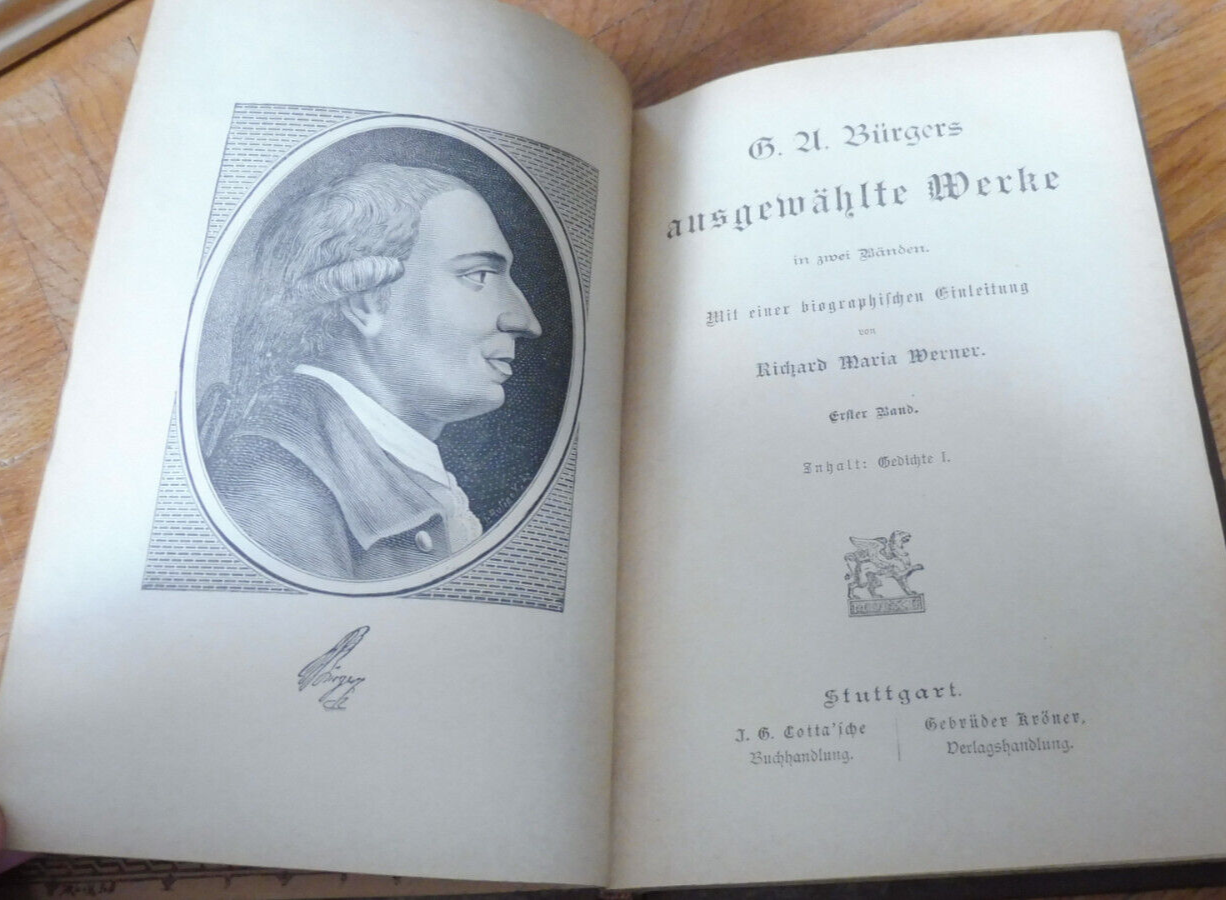 Bürger
G. A. Bürgers
ausgewählte Werke
in zwei Bänden.
Mit einer biographischen Einleitung
von
Richard Maria Werner.
Erster Band.
Inhalt: Gedichte I.
Stuttgart.
J. G. Cotta'sche
Buchhandlung.
Gebrüder Kröner,
Verlagshandlung.